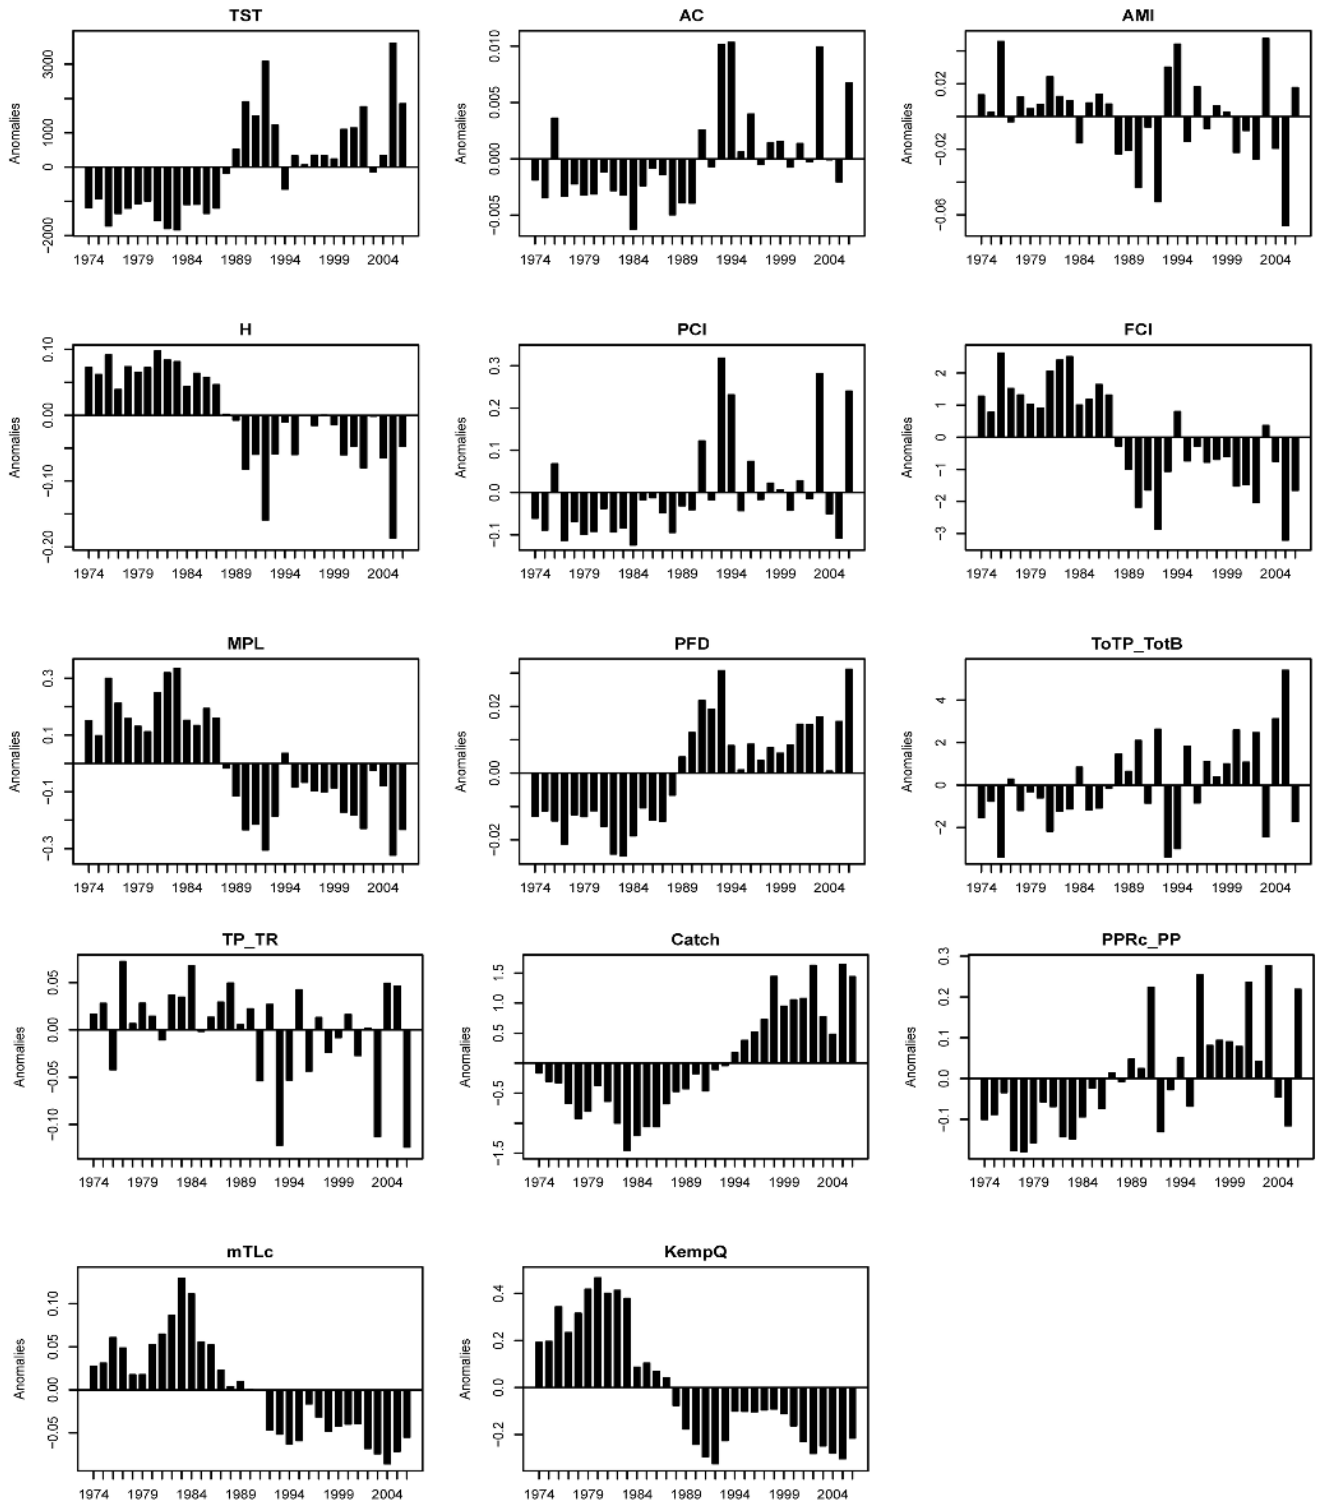 TST
Anomalies
3000
1000
0
−2000
1974 1979 1984 1989 1994 1999 2004
AC
Anomalies
0.010
0.005
0.000
−0.005
1974 1979 1984 1989 1994 1999 2004
AMI
Anomalies
0.02
−0.02
−0.06
1974 1979 1984 1989 1994 1999 2004
H
Anomalies
0.10
0.00
−0.10
−0.20
1974 1979 1984 1989 1994 1999 2004
PCI
Anomalies
0.3
0.2
0.1
0.0
−0.1
1974 1979 1984 1989 1994 1999 2004
FCI
Anomalies
2
1
0
−1
−2
−3
1974 1979 1984 1989 1994 1999 2004
MPL
Anomalies
0.3
0.1
−0.1
−0.3
1974 1979 1984 1989 1994 1999 2004
PFD
Anomalies
0.02
0.00
−0.02
1974 1979 1984 1989 1994 1999 2004
ToTP_TotB
Anomalies
4
2
0
−2
1974 1979 1984 1989 1994 1999 2004
TP_TR
Anomalies
0.05
0.00
−0.05
−0.10
1974 1979 1984 1989 1994 1999 2004
Catch
Anomalies
1.5
1.0
0.5
−0.5
−1.5
1974 1979 1984 1989 1994 1999 2004
PPRc_PP
Anomalies
0.3
0.2
0.1
0.0
−0.1
1974 1979 1984 1989 1994 1999 2004
mTLc
Anomalies
0.10
0.05
0.00
−0.05
1974 1979 1984 1989 1994 1999 2004
KempQ
Anomalies
0.4
0.2
0.0
−0.2
1974 1979 1984 1989 1994 1999 2004